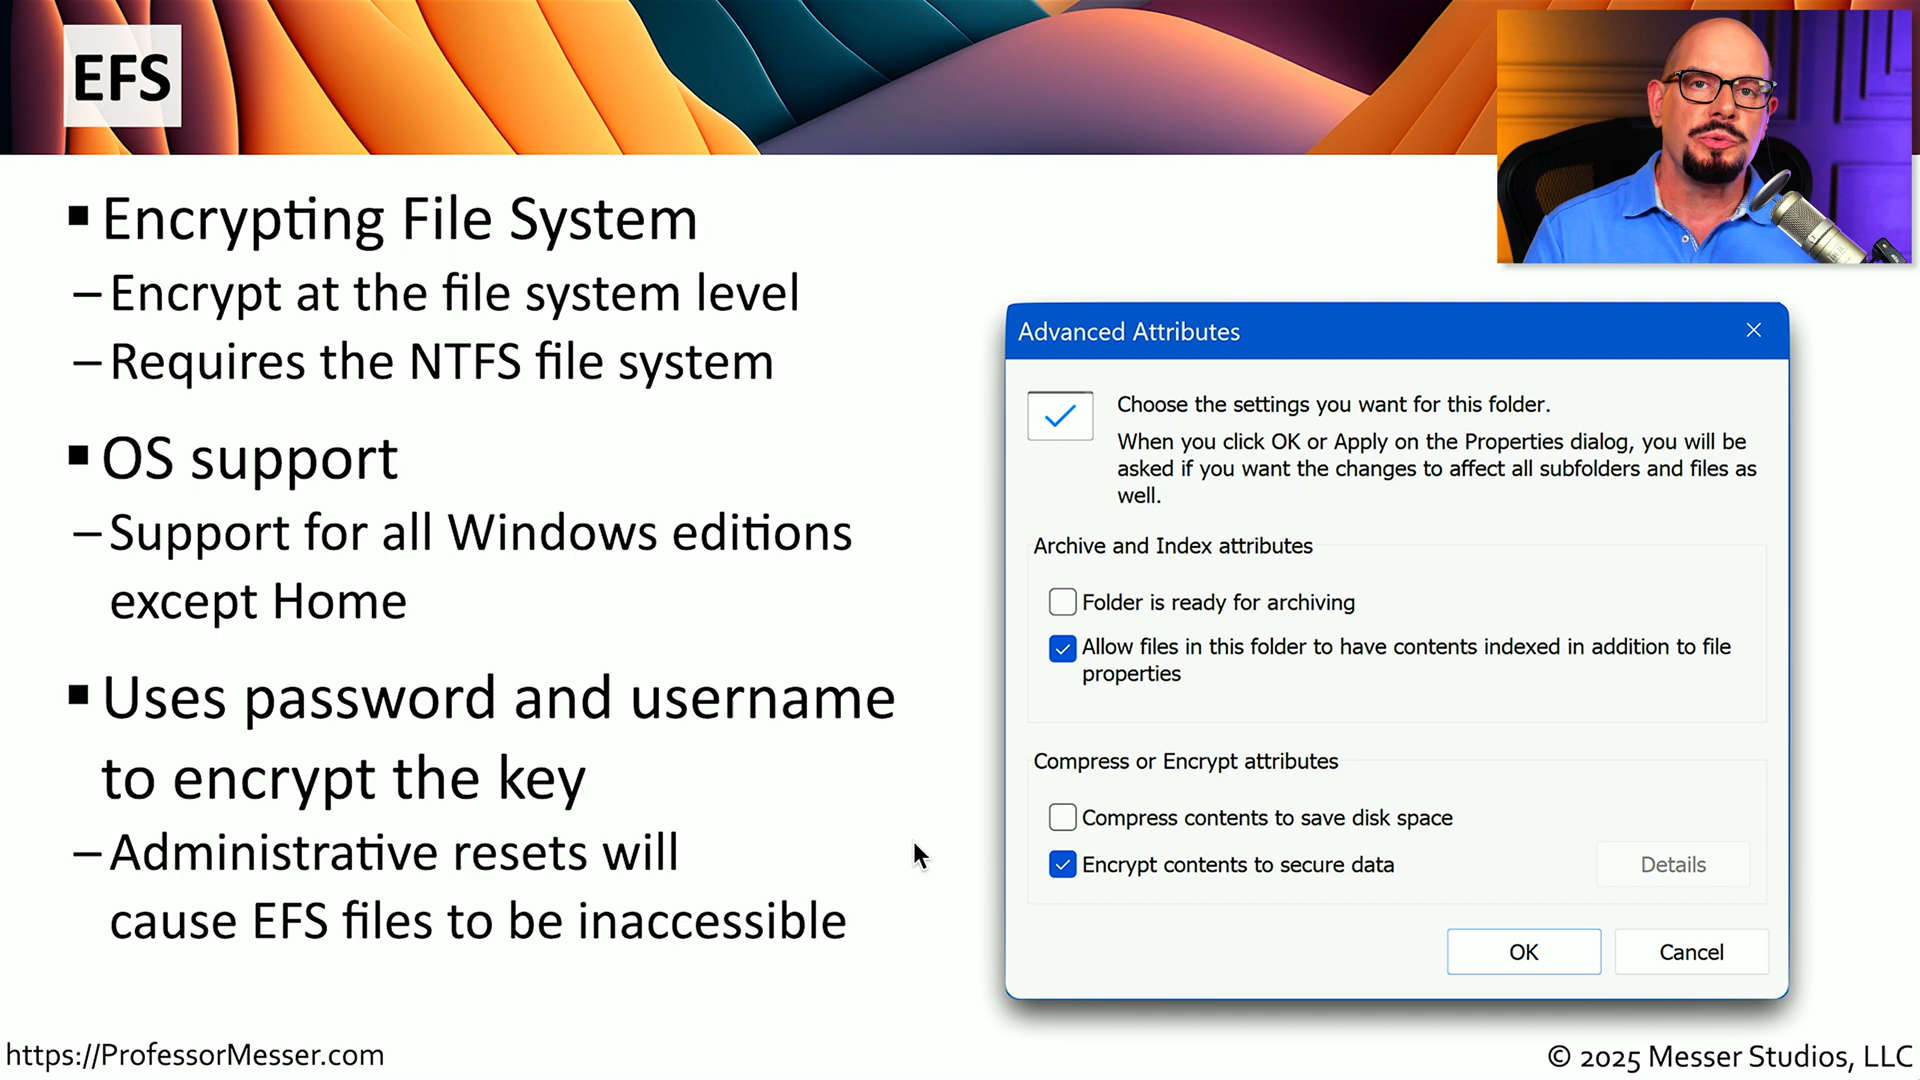 EFS
▪ Encrypting File System
– Encrypt at the file system level
– Requires the NTFS file system
▪ OS support
– Support for all Windows editions
except Home
▪ Uses password and username
to encrypt the key
– Administrative resets will
cause EFS files to be inaccessible
Advanced Attributes
Choose the settings you want for this folder.
When you click OK or Apply on the Properties dialog, you will be
asked if you want the changes to affect all subfolders and files as
well.
Archive and Index attributes
Folder is ready for archiving
Allow files in this folder to have contents indexed in addition to file
properties
Compress or Encrypt attributes
Compress contents to save disk space
Encrypt contents to secure data
Details
OK
Cancel
https://ProfessorMesser.com
© 2025 Messer Studios, LLC